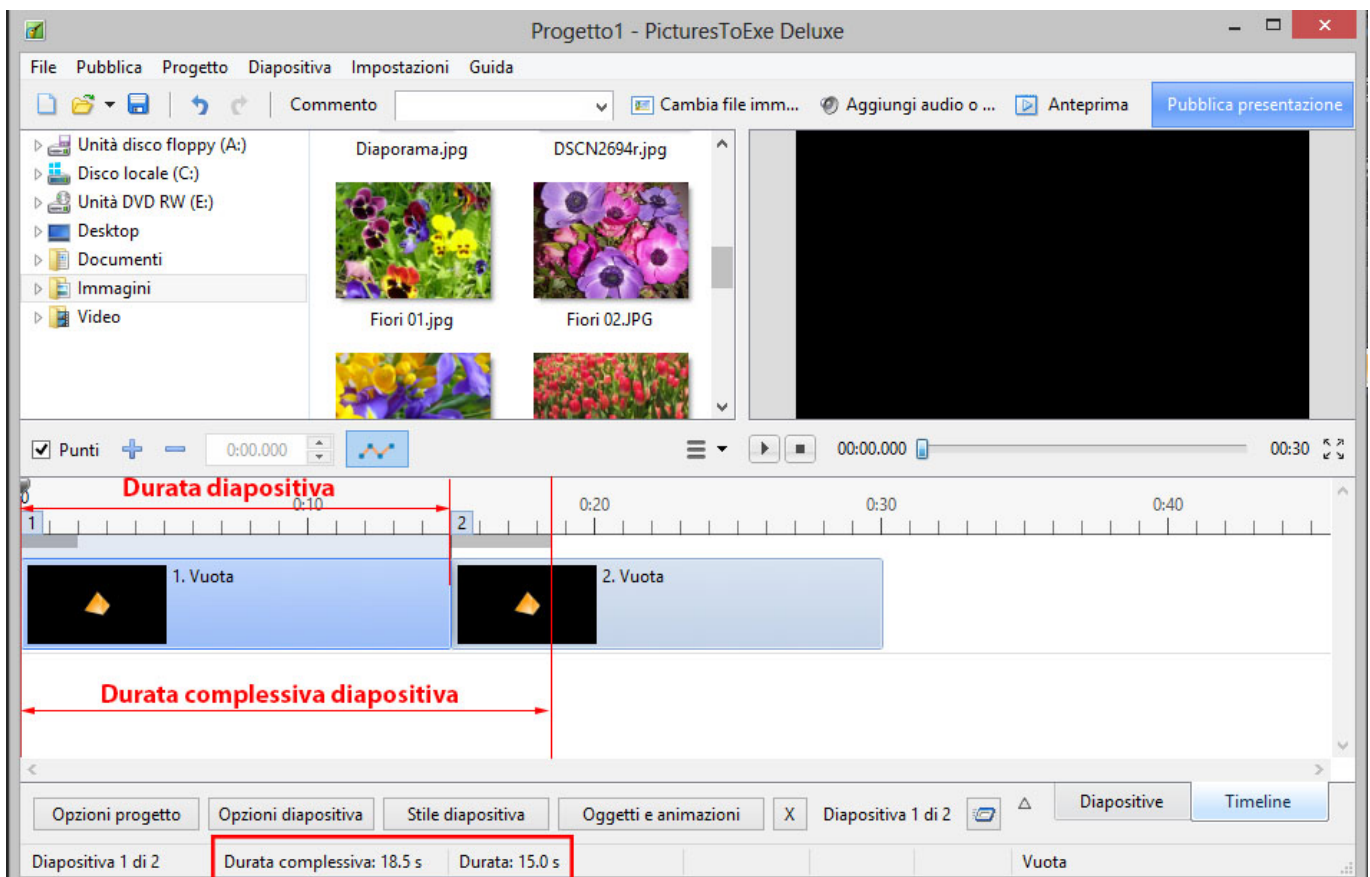 Progetto1 - PicturesToExe Deluxe
File Pubblica Progetto Diapositiva Impostazioni Guida
Commento Cambia file imm... Aggiungi audio o ... Anteprima Pubblica presentazione
Unità disco floppy (A:)
Disco locale (C:)
Unità DVD RW (E:)
Desktop
Documenti
Immagini
Video
Diaporama.jpg DSCN2694r.jpg
Fiori 01.jpg Fiori 02.JPG
Punti 0:00.000 00:00.000 00:30
Durata diapositiva
0 0:10 0:20 0:30 0:40
1 2
1. Vuota 2. Vuota
Durata complessiva diapositiva
Opzioni progetto Opzioni diapositiva Stile diapositiva Oggetti e animazioni X Diapositiva 1 di 2 Diapositive Timeline
Diapositiva 1 di 2 Durata complessiva: 18.5 s Durata: 15.0 s Vuota